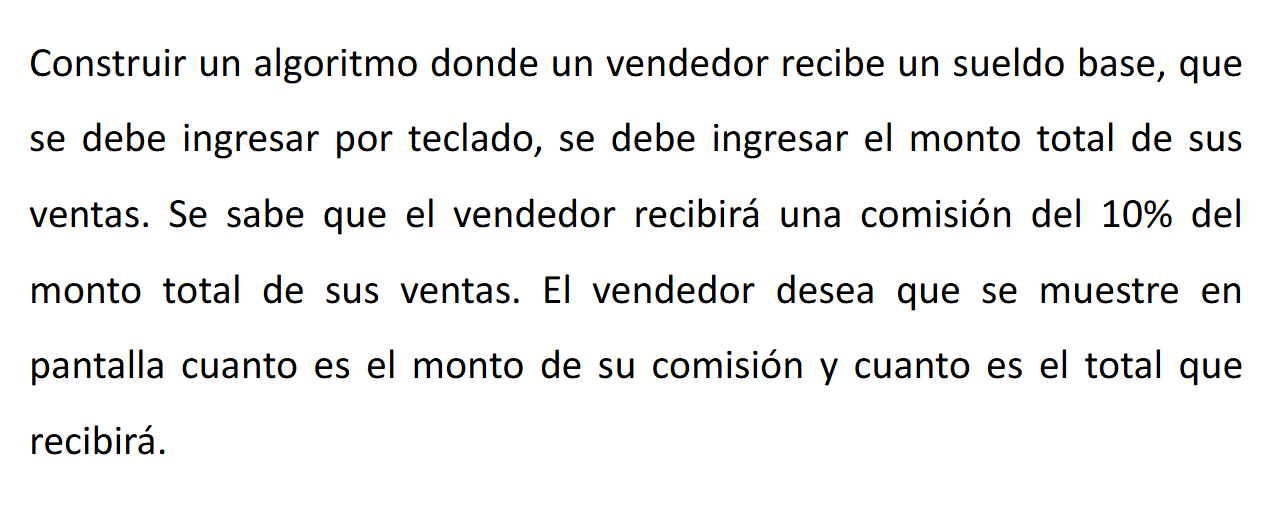 Construir un algoritmo donde un vendedor recibe un sueldo base, que
se debe ingresar por teclado, se debe ingresar el monto total de sus
ventas. Se sabe que el vendedor recibirá una comisión del 10% del
monto total de sus ventas. El vendedor desea que se muestre en
pantalla cuanto es el monto de su comisión y cuanto es el total que
recibirá.